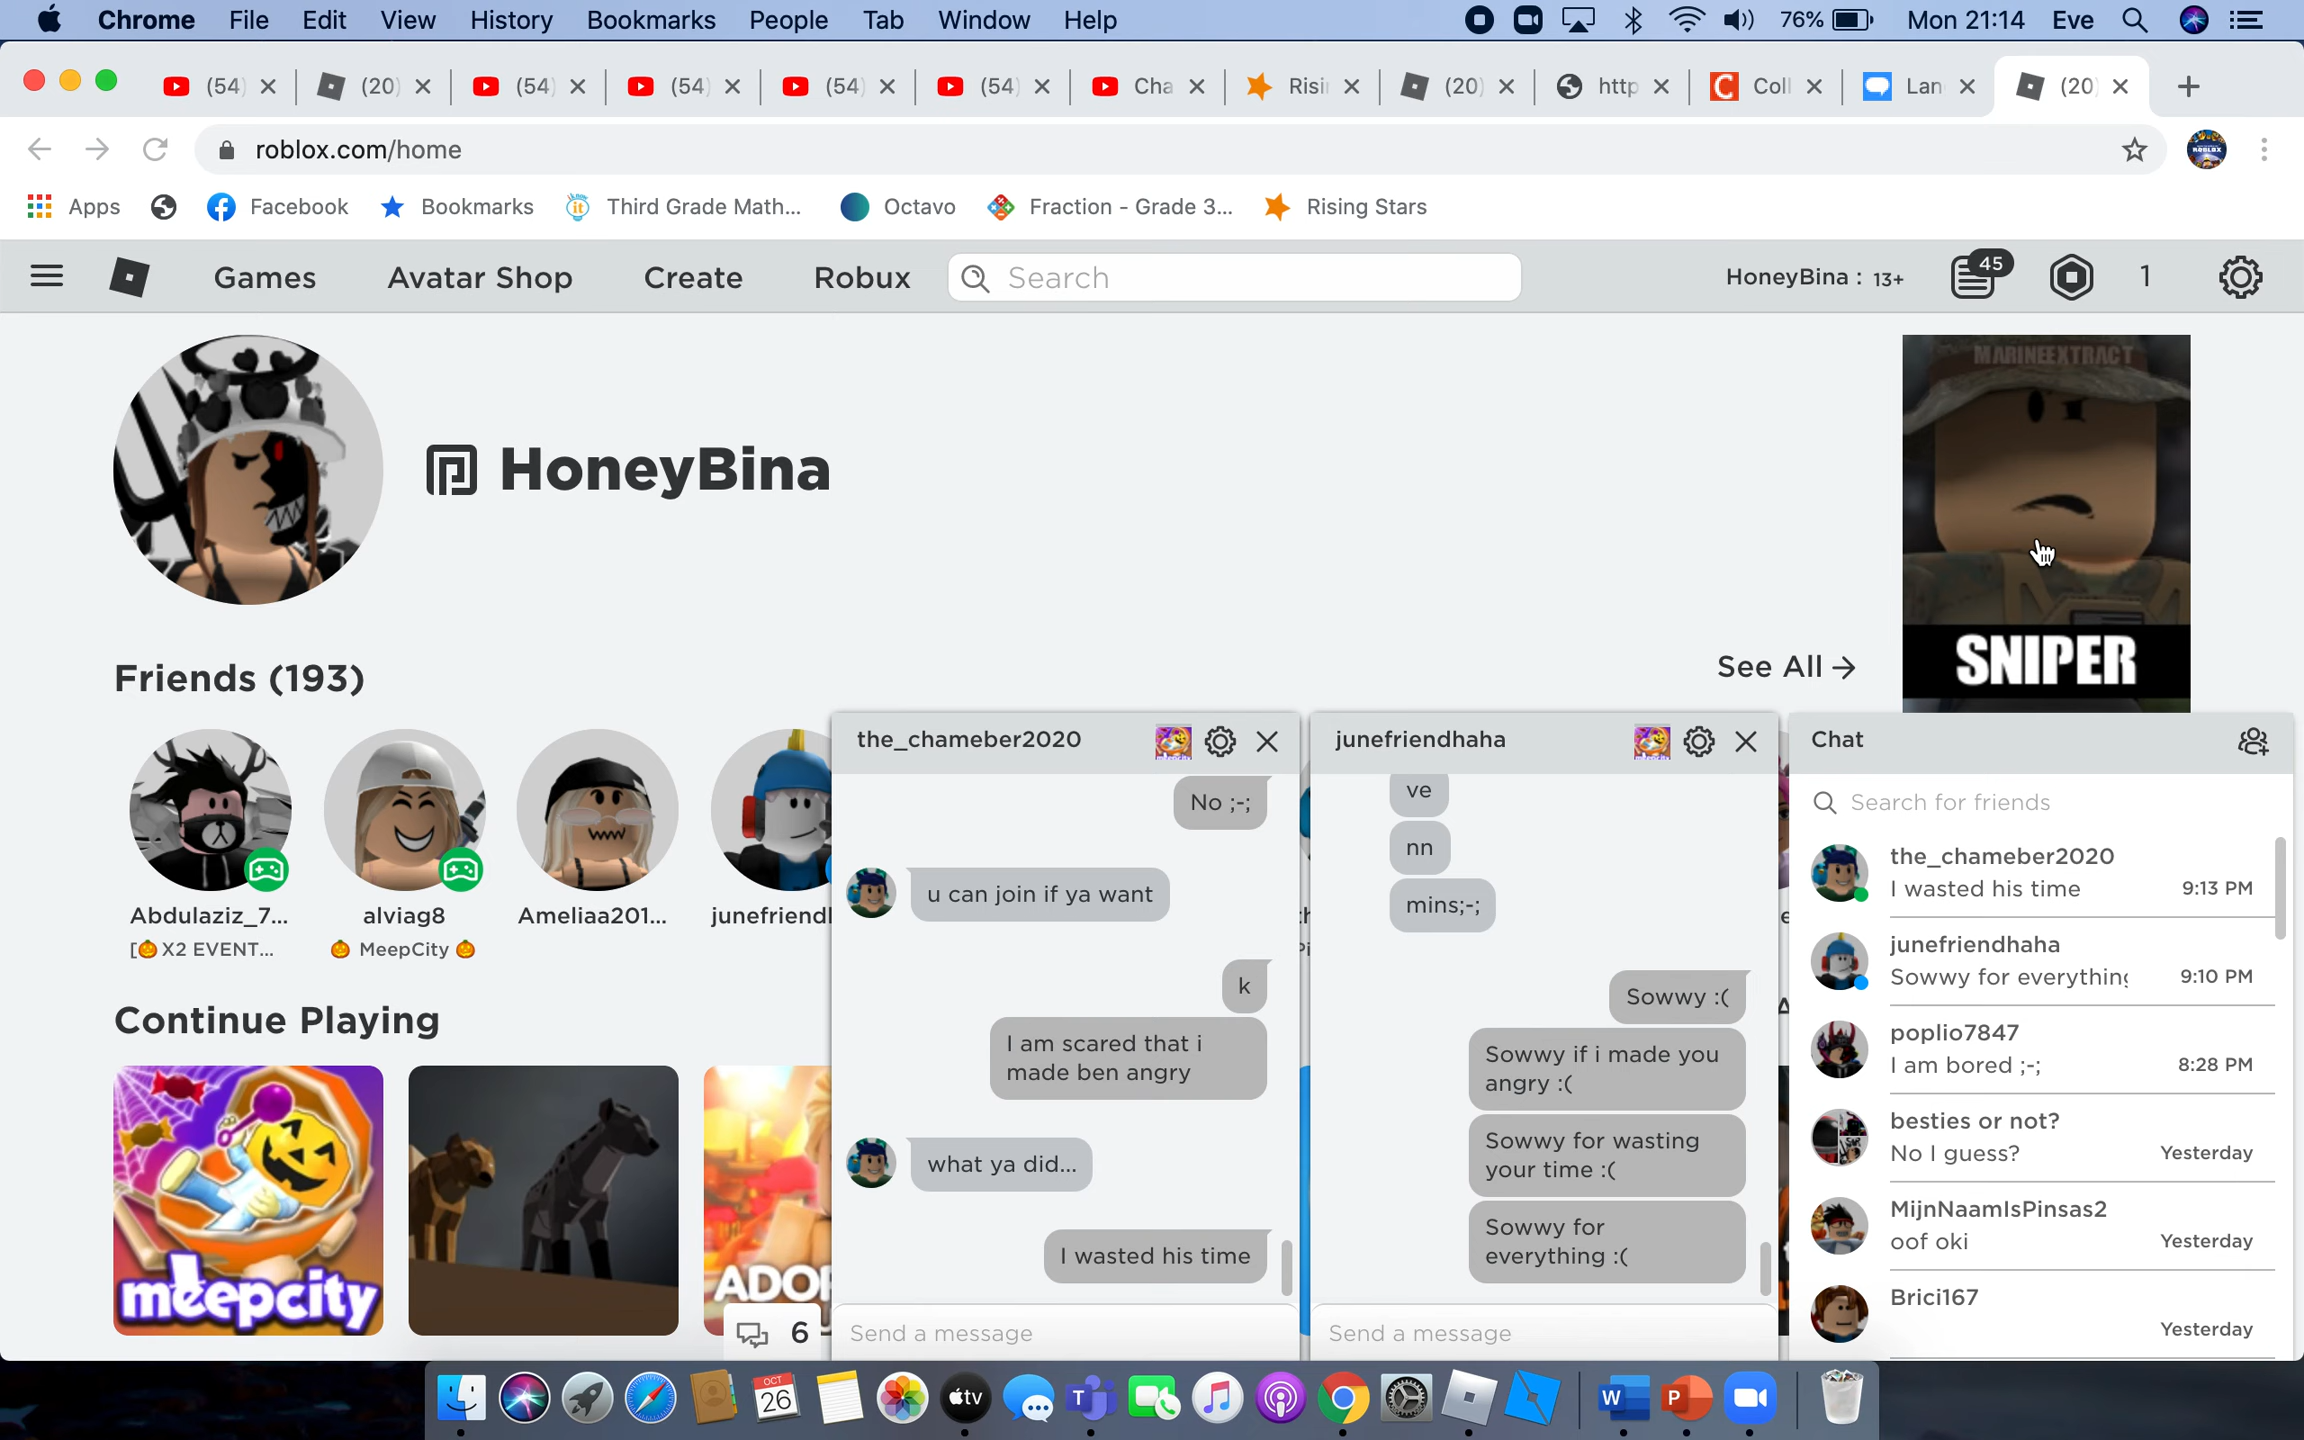 Chrome File Edit View History Bookmarks People Tab Window Help 76% Mon 21:14 Eve
(54) (20) (54) (54) (54) (54) Cha Risi (20) http Coll Lan (20)
roblox.com/home
Apps Facebook Bookmarks Third Grade Math... Octavo Fraction - Grade 3... Rising Stars
Games Avatar Shop Create Robux Search HoneyBina : 13+ 45 1
MARINEEXTRACT
HoneyBina
SNIPER
Friends (193)
See All
Abdulaziz_7...
[🎃 X2 EVENT...
alviag8
🎃 MeepCity 🎃
Ameliaa201...
junefriend
Continue Playing
meepcity
ADOP
6
the_chameber2020
No ;-;
u can join if ya want
k
I am scared that i
made ben angry
what ya did...
I wasted his time
Send a message
junefriendhaha
ve
nn
mins;-;
Sowwy :(
Sowwy if i made you
angry :(
Sowwy for wasting
your time :(
Sowwy for
everything :(
Send a message
Chat
Search for friends
the_chameber2020
I wasted his time 9:13 PM
junefriendhaha
Sowwy for everything 9:10 PM
poplio7847
I am bored ;-; 8:28 PM
besties or not?
No I guess? Yesterday
MijnNaamIsPinsas2
oof oki Yesterday
Brici167
Yesterday
OCT
26
tv
T
W
P